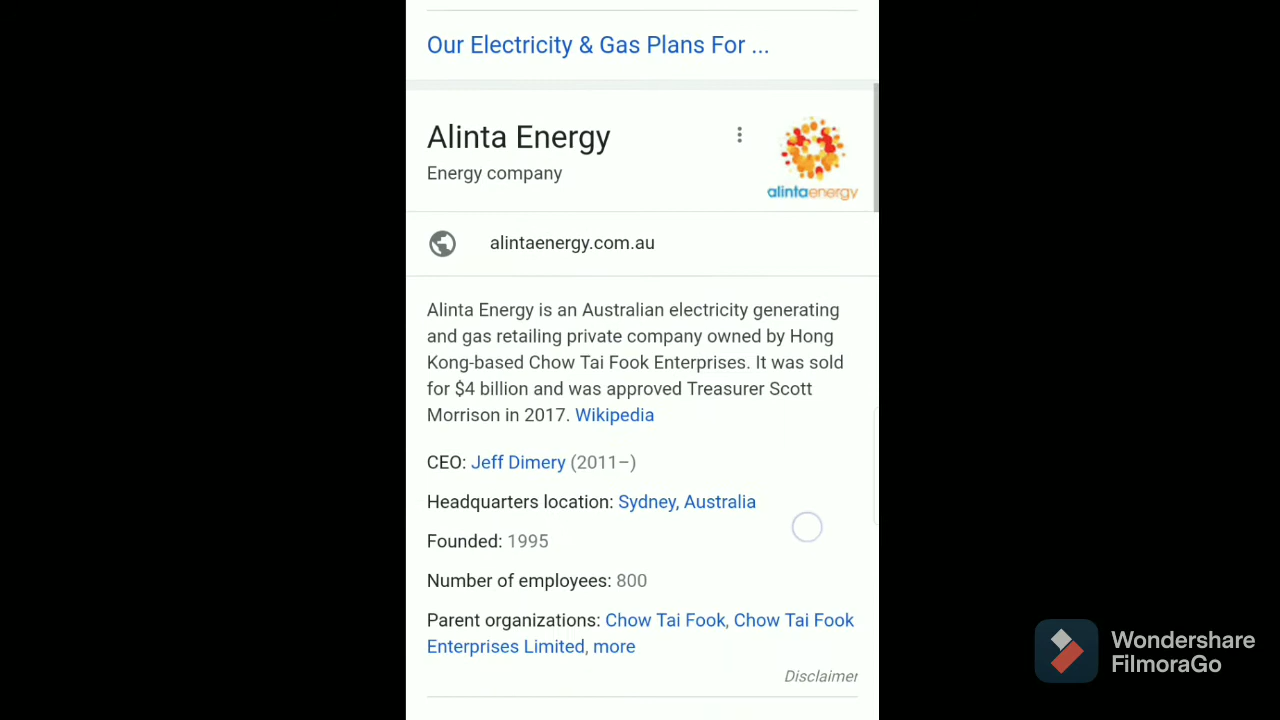 Our Electricity & Gas Plans For ...
Alinta Energy
Energy company
alintaenergy
alintaenergy.com.au
Alinta Energy is an Australian electricity generating
and gas retailing private company owned by Hong
Kong-based Chow Tai Fook Enterprises. It was sold
for $4 billion and was approved Treasurer Scott
Morrison in 2017. Wikipedia
CEO: Jeff Dimery (2011–)
Headquarters location: Sydney, Australia
Founded: 1995
Number of employees: 800
Parent organizations: Chow Tai Fook, Chow Tai Fook
Enterprises Limited, more
Disclaimer
Wondershare
FilmoraGo